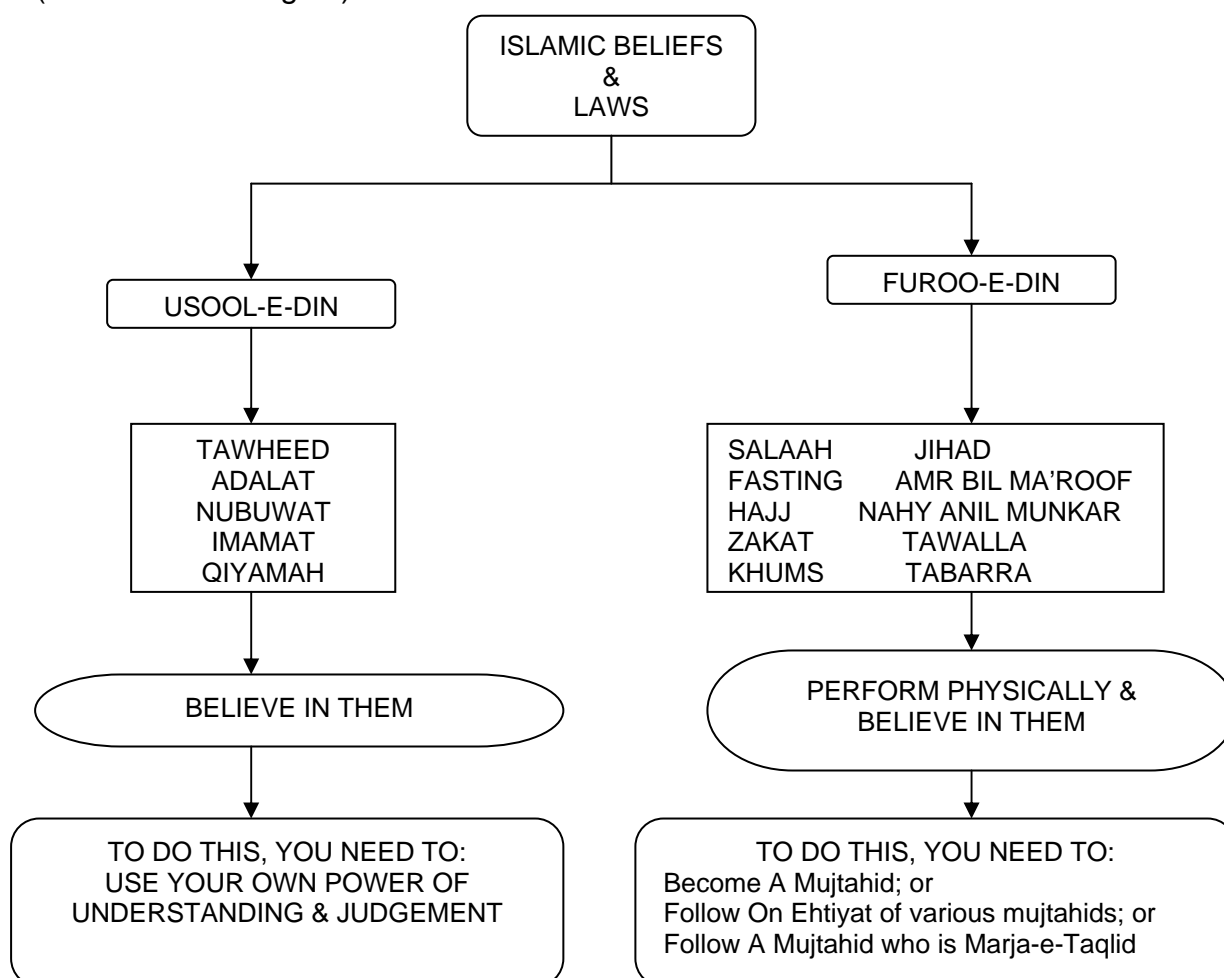 ISLAMIC BELIEFS
&
LAWS
USOOL-E-DIN
FUROO-E-DIN
TAWHEED
ADALAT
NUBUWAT
IMAMAT
QIYAMAH
SALAAH JIHAD
FASTING AMR BIL MA’ROOF
HAJJ NAHY ANIL MUNKAR
ZAKAT TAWALLA
KHUMS TABARRA
BELIEVE IN THEM
PERFORM PHYSICALLY &
BELIEVE IN THEM
TO DO THIS, YOU NEED TO:
USE YOUR OWN POWER OF
UNDERSTANDING & JUDGEMENT
TO DO THIS, YOU NEED TO:
Become A Mujtahid; or
Follow On Ehtiyat of various mujtahids; or
Follow A Mujtahid who is Marja-e-Taqlid